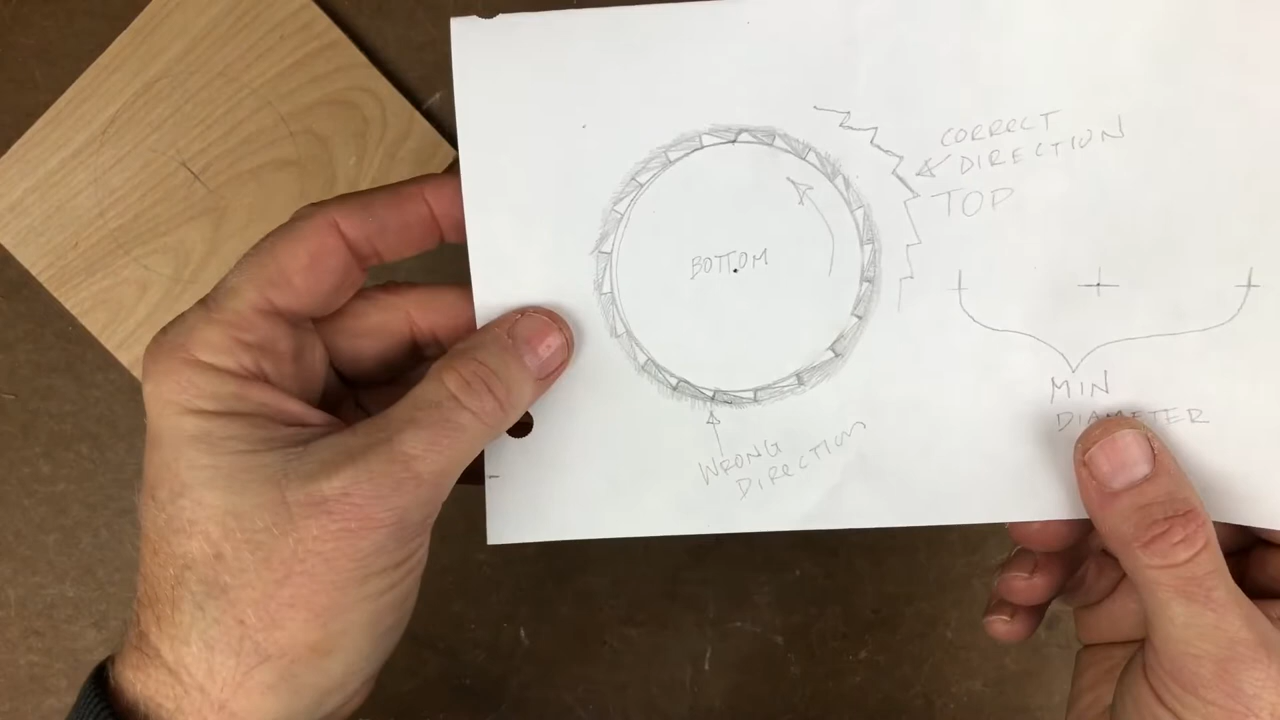 CORRECT
DIRECTION
TOP
BOTTOM
MIN
DIAMETER
WRONG
DIRECTION